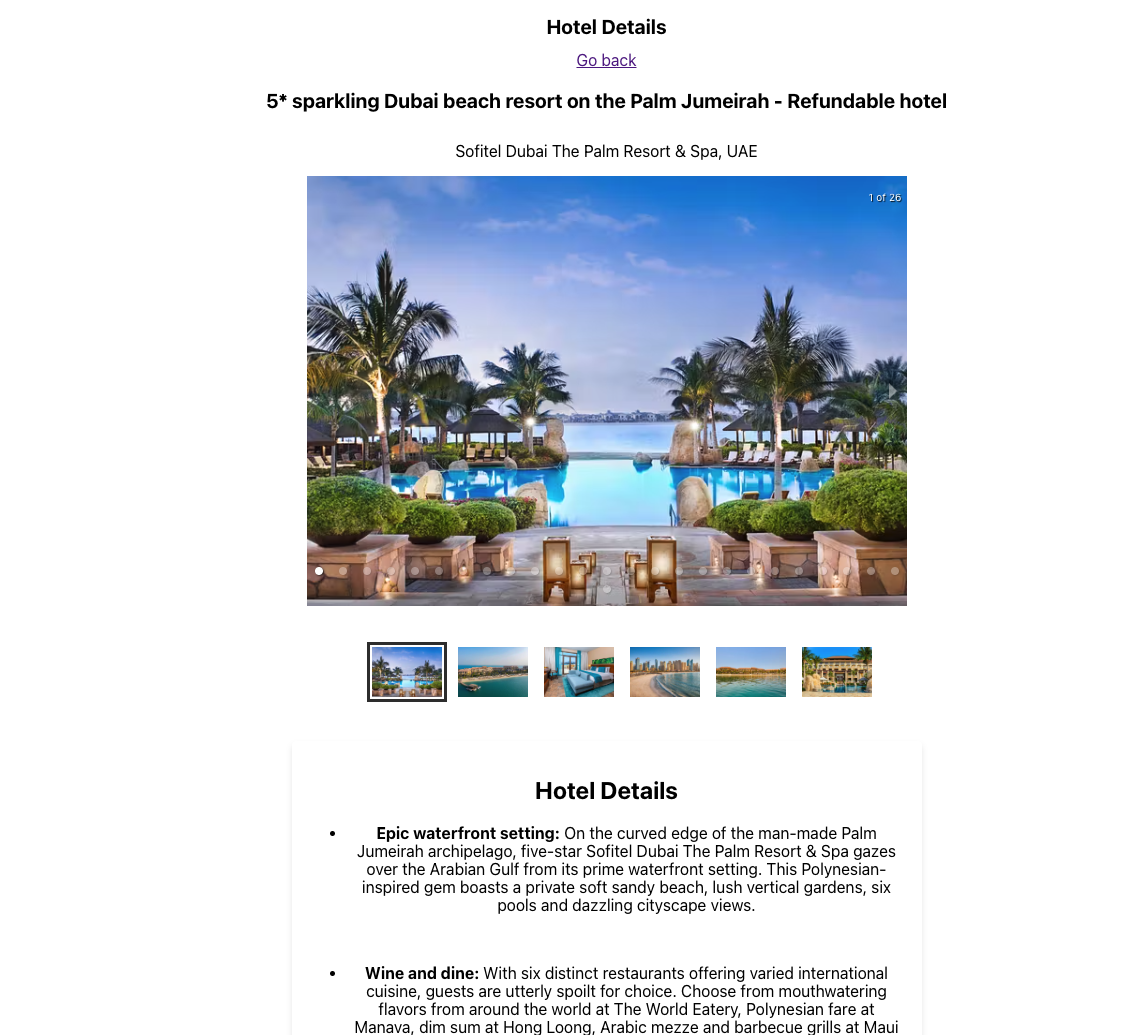 Hotel Details
Go back
5* sparkling Dubai beach resort on the Palm Jumeirah - Refundable hotel
Sofitel Dubai The Palm Resort & Spa, UAE
1 of 26
Hotel Details
• Epic waterfront setting: On the curved edge of the man-made Palm
Jumeirah archipelago, five-star Sofitel Dubai The Palm Resort & Spa gazes
over the Arabian Gulf from its prime waterfront setting. This Polynesian-
inspired gem boasts a private soft sandy beach, lush vertical gardens, six
pools and dazzling cityscape views.
• Wine and dine: With six distinct restaurants offering varied international
cuisine, guests are utterly spoilt for choice. Choose from mouthwatering
flavors from around the world at The World Eatery, Polynesian fare at
Manava, dim sum at Hong Loong, Arabic mezze and barbecue grills at Maui